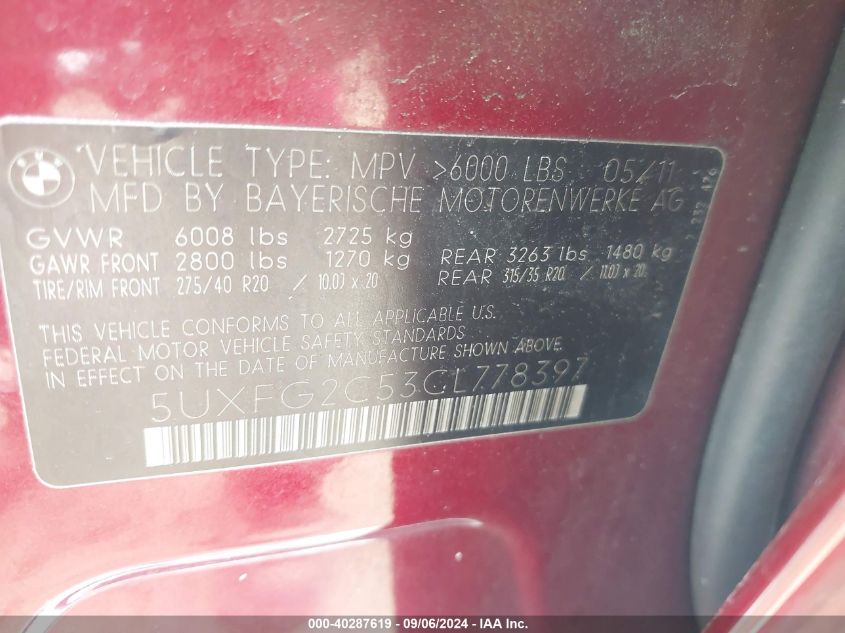 BMW
VEHICLE TYPE: MPV >6000 LBS 05/11
MFD BY BAYERISCHE MOTORENWERKE AG
GVWR 6008 lbs 2725 kg
GAWR FRONT 2800 lbs 1270 kg REAR 3263 lbs 1480 kg
TIRE/RIM FRONT 275/40 R20 / 10.0J x 20 REAR 315/35 R20 / 11.0J x 20
THIS VEHICLE CONFORMS TO ALL APPLICABLE U.S.
FEDERAL MOTOR VEHICLE SAFETY STANDARDS
IN EFFECT ON THE DATE OF MANUFACTURE SHOWN ABOVE.
5UXFG2C53CL778397
000-40287619 - 09/06/2024 - IAA Inc.